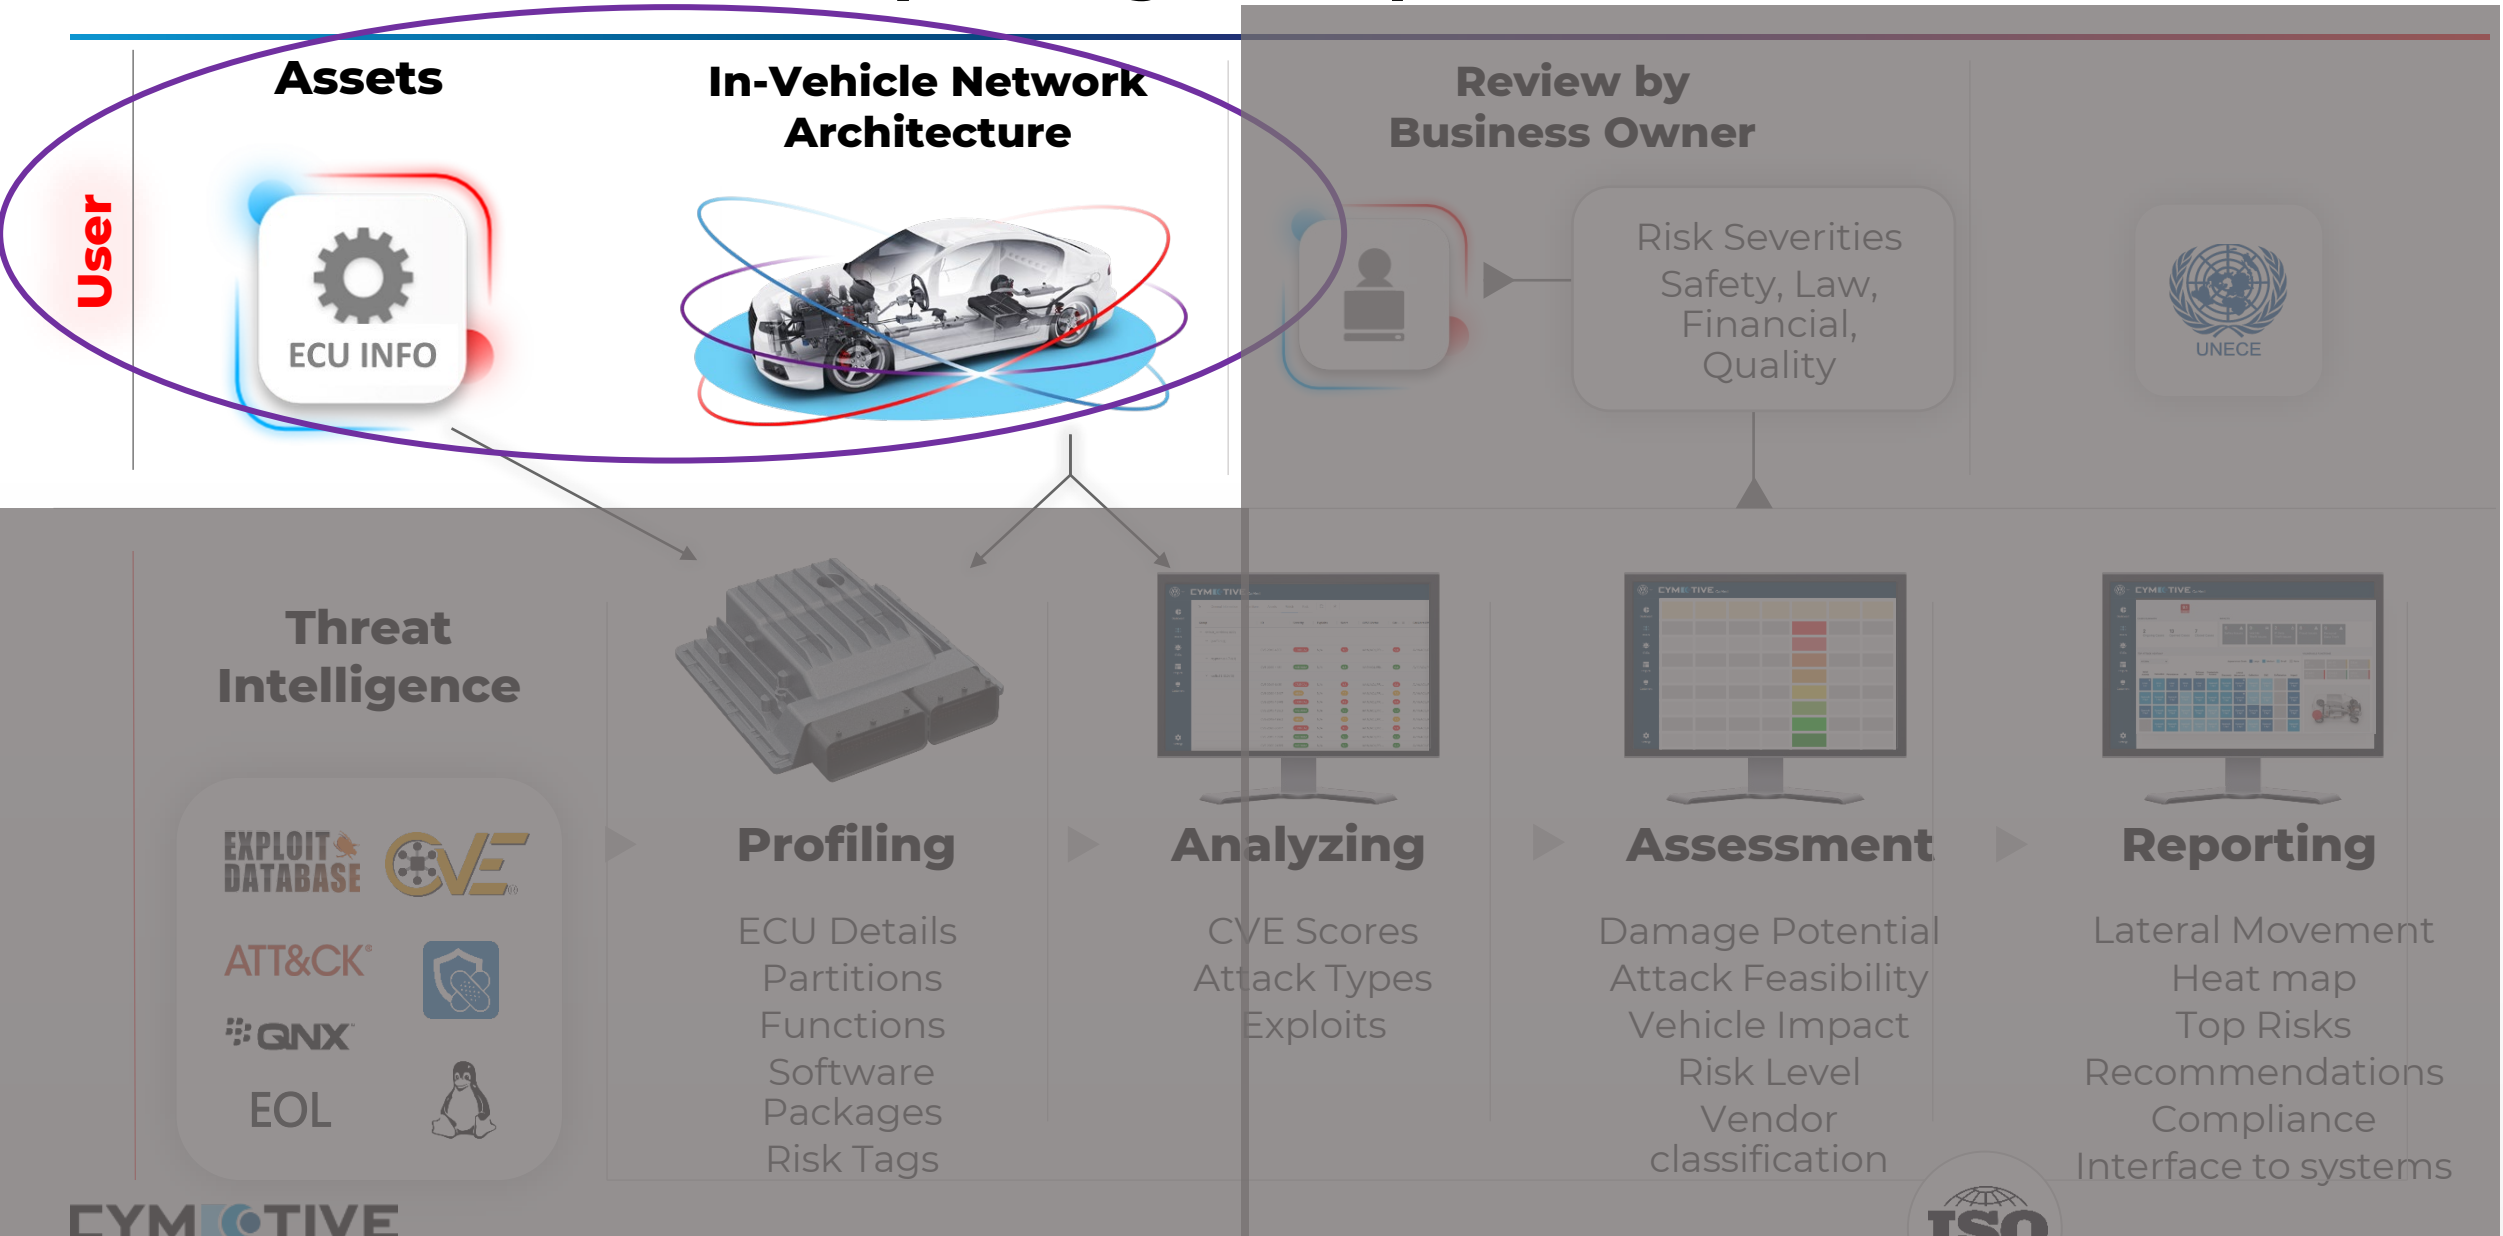 Assets
In-Vehicle Network
Architecture
Review by
Business Owner
User
ECU INFO
Risk Severities
Safety, Law,
Financial,
Quality
UNECE
Threat
Intelligence
EXPLOIT
DATABASE
CVE
ATT&CK®
QNX
EOL
CYMOTIVE
CYMOTIVE
CYMOTIVE
Profiling
ECU Details
Partitions
Functions
Software
Packages
Risk Tags
Analyzing
CVE Scores
Attack Types
Exploits
Assessment
Damage Potential
Attack Feasibility
Vehicle Impact
Risk Level
Vendor
classification
Reporting
Lateral Movement
Heat map
Top Risks
Recommendations
Compliance
Interface to systems
CYMOTIVE
ISO